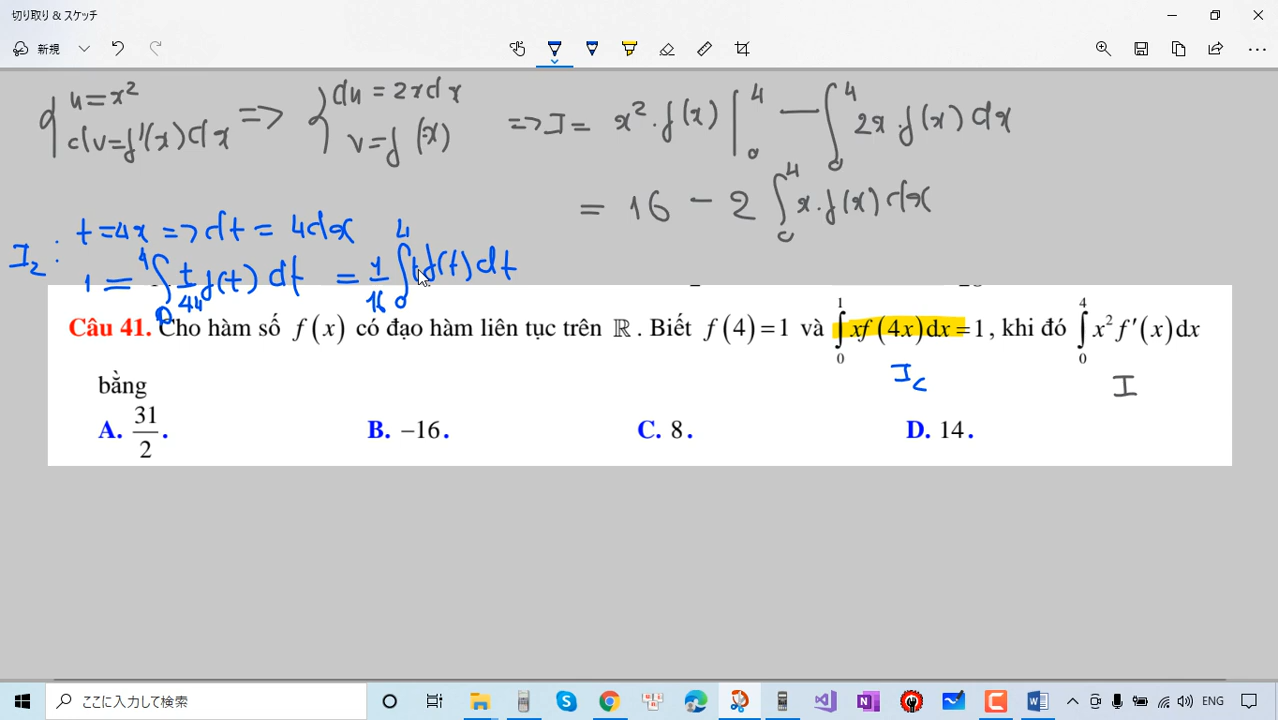 切り取り & スケッチ
新規
{ u = x² { du = 2xdx
dv = f'(x)dx => v = f(x) => I = x².f(x) |₀⁴ − ∫₀⁴ 2x.f(x)dx
= 16 − 2 ∫₀⁴ x.f(x)dx
I₂ : t = 4x => dt = 4dx
1 = ∫₀⁴ t/4.4 f(t) dt = 1/16 ∫₀⁴ t f(t) dt
Câu 41. Cho hàm số f(x) có đạo hàm liên tục trên ℝ. Biết f(4) = 1 và ∫₀¹ xf(4x)dx = 1, khi đó ∫₀⁴ x² f'(x)dx
I₂ I
bằng
A. 31/2. B. −16. C. 8. D. 14.
ここに入力して検索
ENG